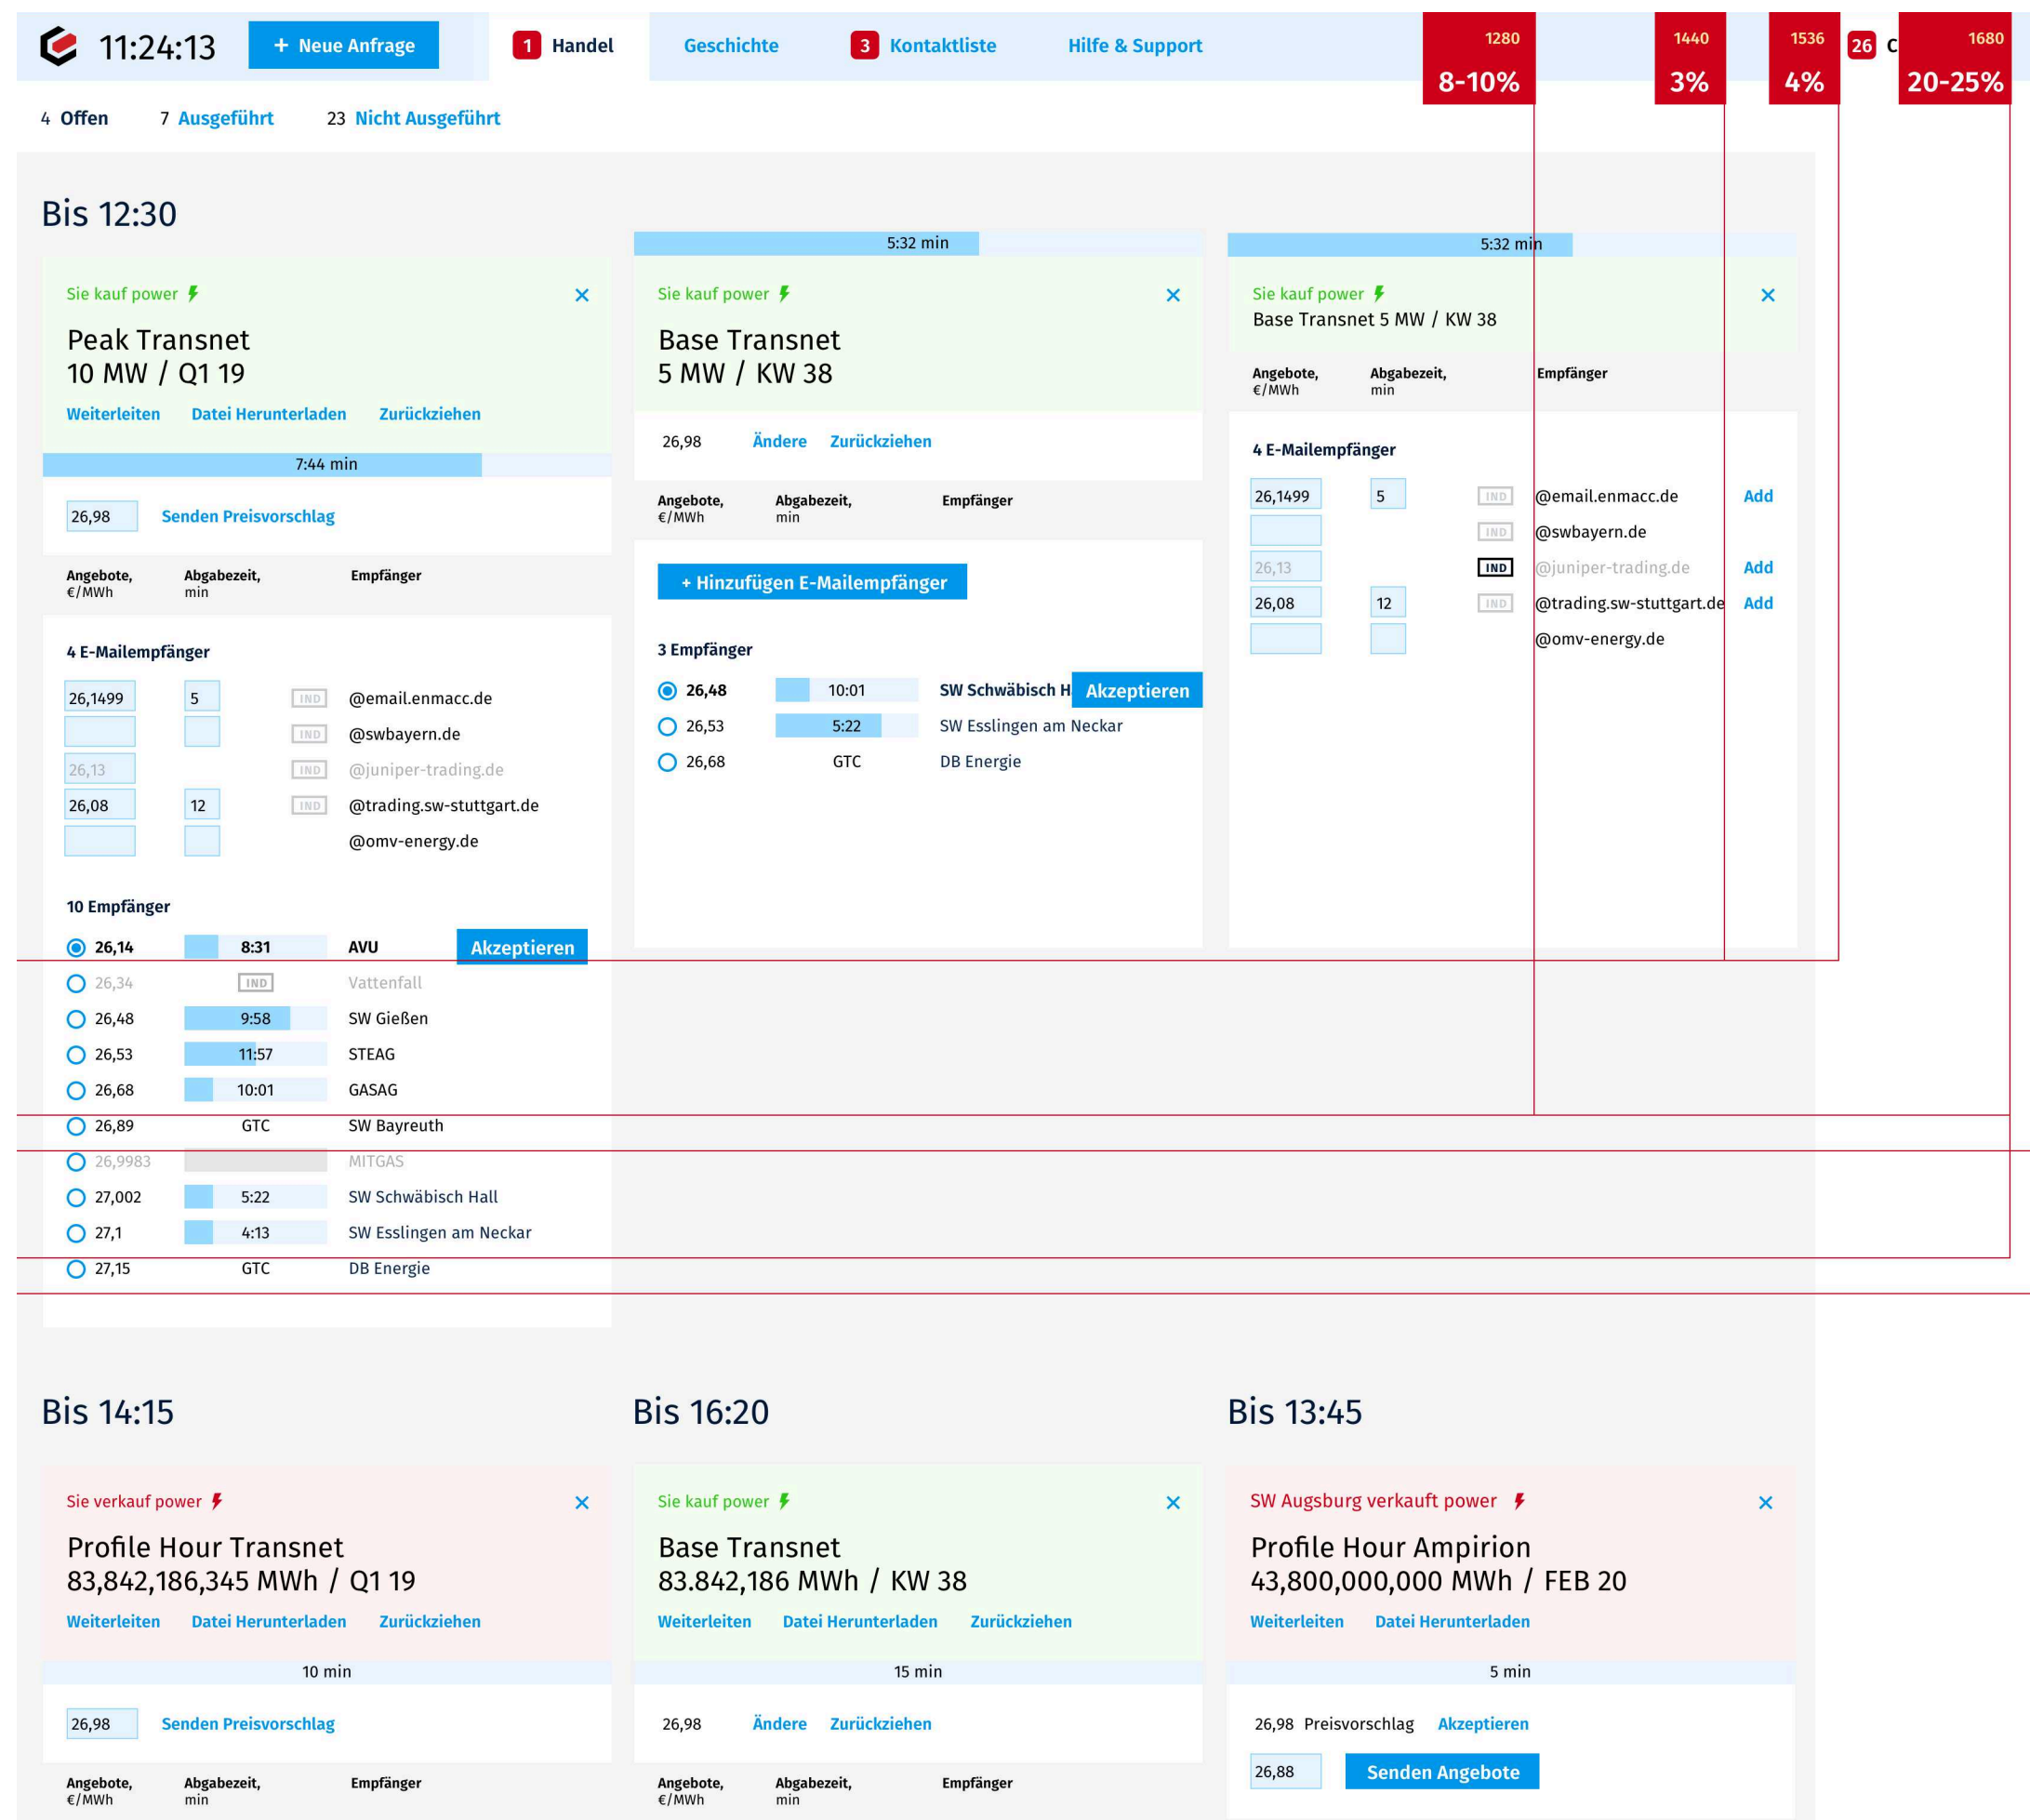 11:24:13
+ Neue Anfrage
1 Handel
Geschichte
3 Kontaktliste
Hilfe & Support
1280
8-10%
1440
3%
1536
4%
26 C
1680
20-25%
4 Offen
7 Ausgeführt
23 Nicht Ausgeführt
Bis 12:30
Sie kauf power
Peak Transnet
10 MW / Q1 19
Weiterleiten Datei Herunterladen Zurückziehen
7:44 min
26,98 Senden Preisvorschlag
Angebote, Abgabezeit, Empfänger
€/MWh min
4 E-Mailempfänger
26,1499 5 IND @email.enmacc.de
IND @swbayern.de
26,13 IND @juniper-trading.de
26,08 12 IND @trading.sw-stuttgart.de
@omv-energy.de
10 Empfänger
26,14 8:31 AVU Akzeptieren
26,34 IND Vattenfall
26,48 9:58 SW Gießen
26,53 11:57 STEAG
26,68 10:01 GASAG
26,89 GTC SW Bayreuth
26,9983 MITGAS
27,002 5:22 SW Schwäbisch Hall
27,1 4:13 SW Esslingen am Neckar
27,15 GTC DB Energie
5:32 min
Sie kauf power
Base Transnet
5 MW / KW 38
26,98 Ändere Zurückziehen
Angebote, Abgabezeit, Empfänger
€/MWh min
+ Hinzufügen E-Mailempfänger
3 Empfänger
26,48 10:01 SW Schwäbisch H Akzeptieren
26,53 5:22 SW Esslingen am Neckar
26,68 GTC DB Energie
5:32 min
Sie kauf power
Base Transnet 5 MW / KW 38
Angebote, Abgabezeit, Empfänger
€/MWh min
4 E-Mailempfänger
26,1499 5 IND @email.enmacc.de Add
IND @swbayern.de
26,13 IND @juniper-trading.de Add
26,08 12 IND @trading.sw-stuttgart.de Add
@omv-energy.de
Bis 14:15
Sie verkauf power
Profile Hour Transnet
83,842,186,345 MWh / Q1 19
Weiterleiten Datei Herunterladen Zurückziehen
10 min
26,98 Senden Preisvorschlag
Angebote, Abgabezeit, Empfänger
€/MWh min
Bis 16:20
Sie kauf power
Base Transnet
83.842,186 MWh / KW 38
Weiterleiten Datei Herunterladen Zurückziehen
15 min
26,98 Ändere Zurückziehen
Angebote, Abgabezeit, Empfänger
€/MWh min
Bis 13:45
SW Augsburg verkauft power
Profile Hour Ampirion
43,800,000,000 MWh / FEB 20
Weiterleiten Datei Herunterladen
5 min
26,98 Preisvorschlag Akzeptieren
26,88 Senden Angebote